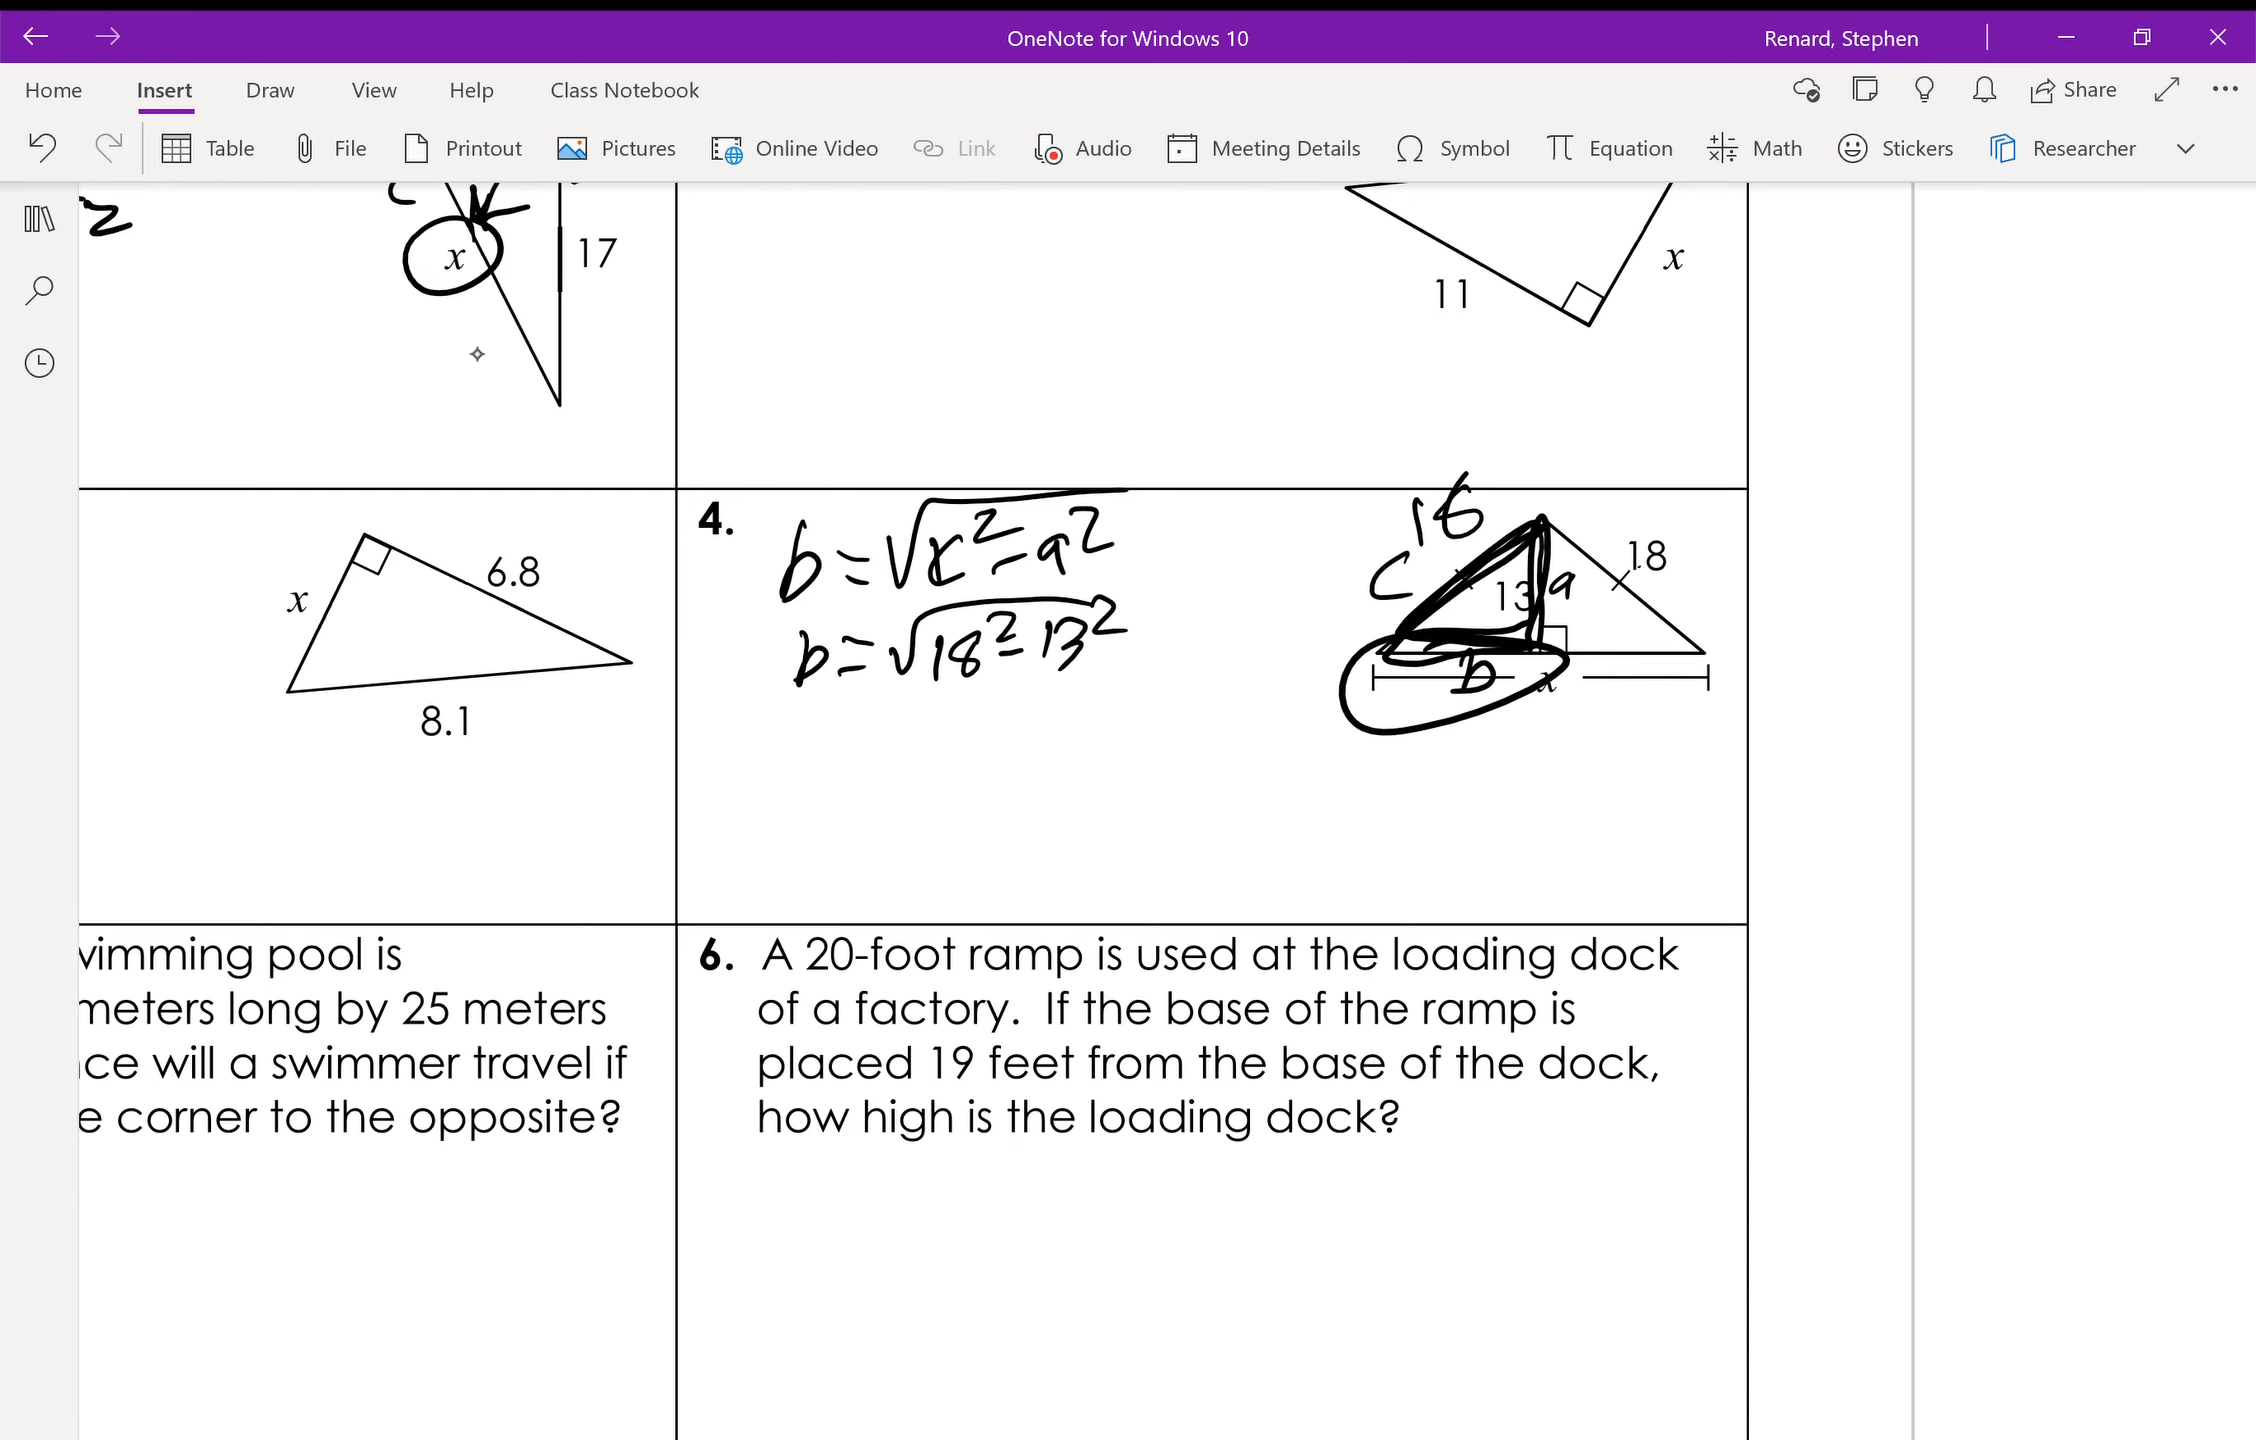 OneNote for Windows 10
Renard, Stephen
Home Insert Draw View Help Class Notebook
Share
Table File Printout Pictures Online Video Link Audio Meeting Details Symbol Equation Math Stickers Researcher
2
c
x
17
11
x
x
6.8
8.1
4.
b = √x² - a²
b = √18² - 13²
18
c
13
a
18
b
x
vimming pool is
meters long by 25 meters
ce will a swimmer travel if
e corner to the opposite?
6. A 20-foot ramp is used at the loading dock
of a factory. If the base of the ramp is
placed 19 feet from the base of the dock,
how high is the loading dock?